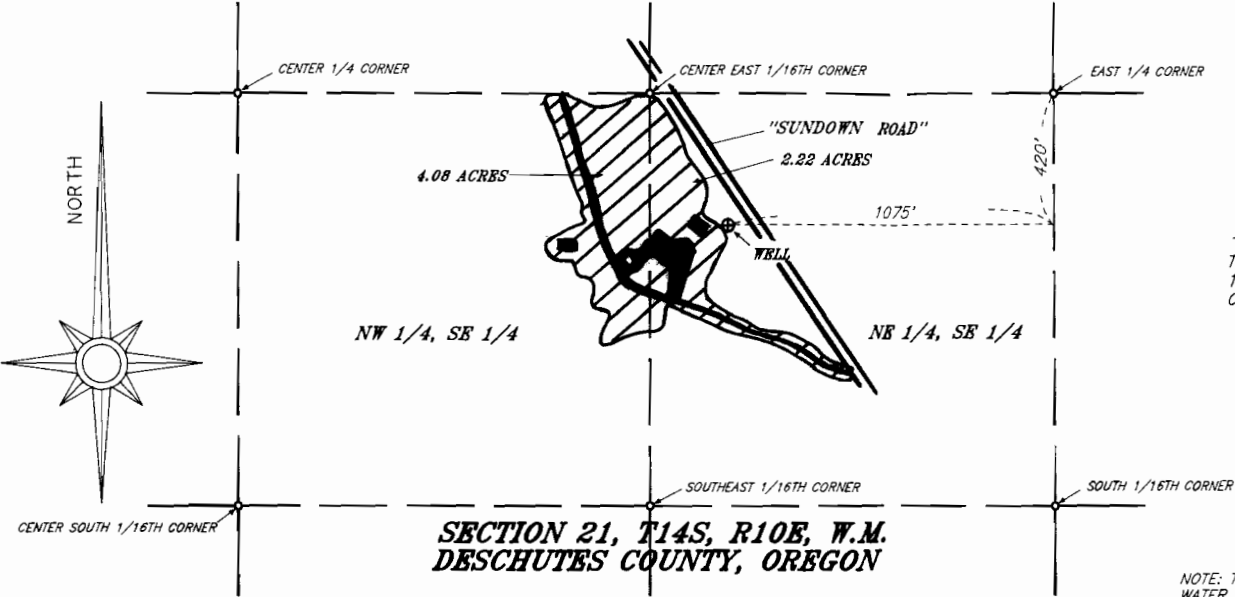 CENTER 1/4 CORNER
CENTER EAST 1/16TH CORNER
EAST 1/4 CORNER
"SUNDOWN ROAD"
2.22 ACRES
4.08 ACRES
NORTH
420'
1075'
WELL
NW 1/4, SE 1/4
NE 1/4, SE 1/4
SOUTHEAST 1/16TH CORNER
SOUTH 1/16TH CORNER
CENTER SOUTH 1/16TH CORNER
SECTION 21, T14S, R10E, W.M.
DESCHUTES COUNTY, OREGON
NOTE:
WATER